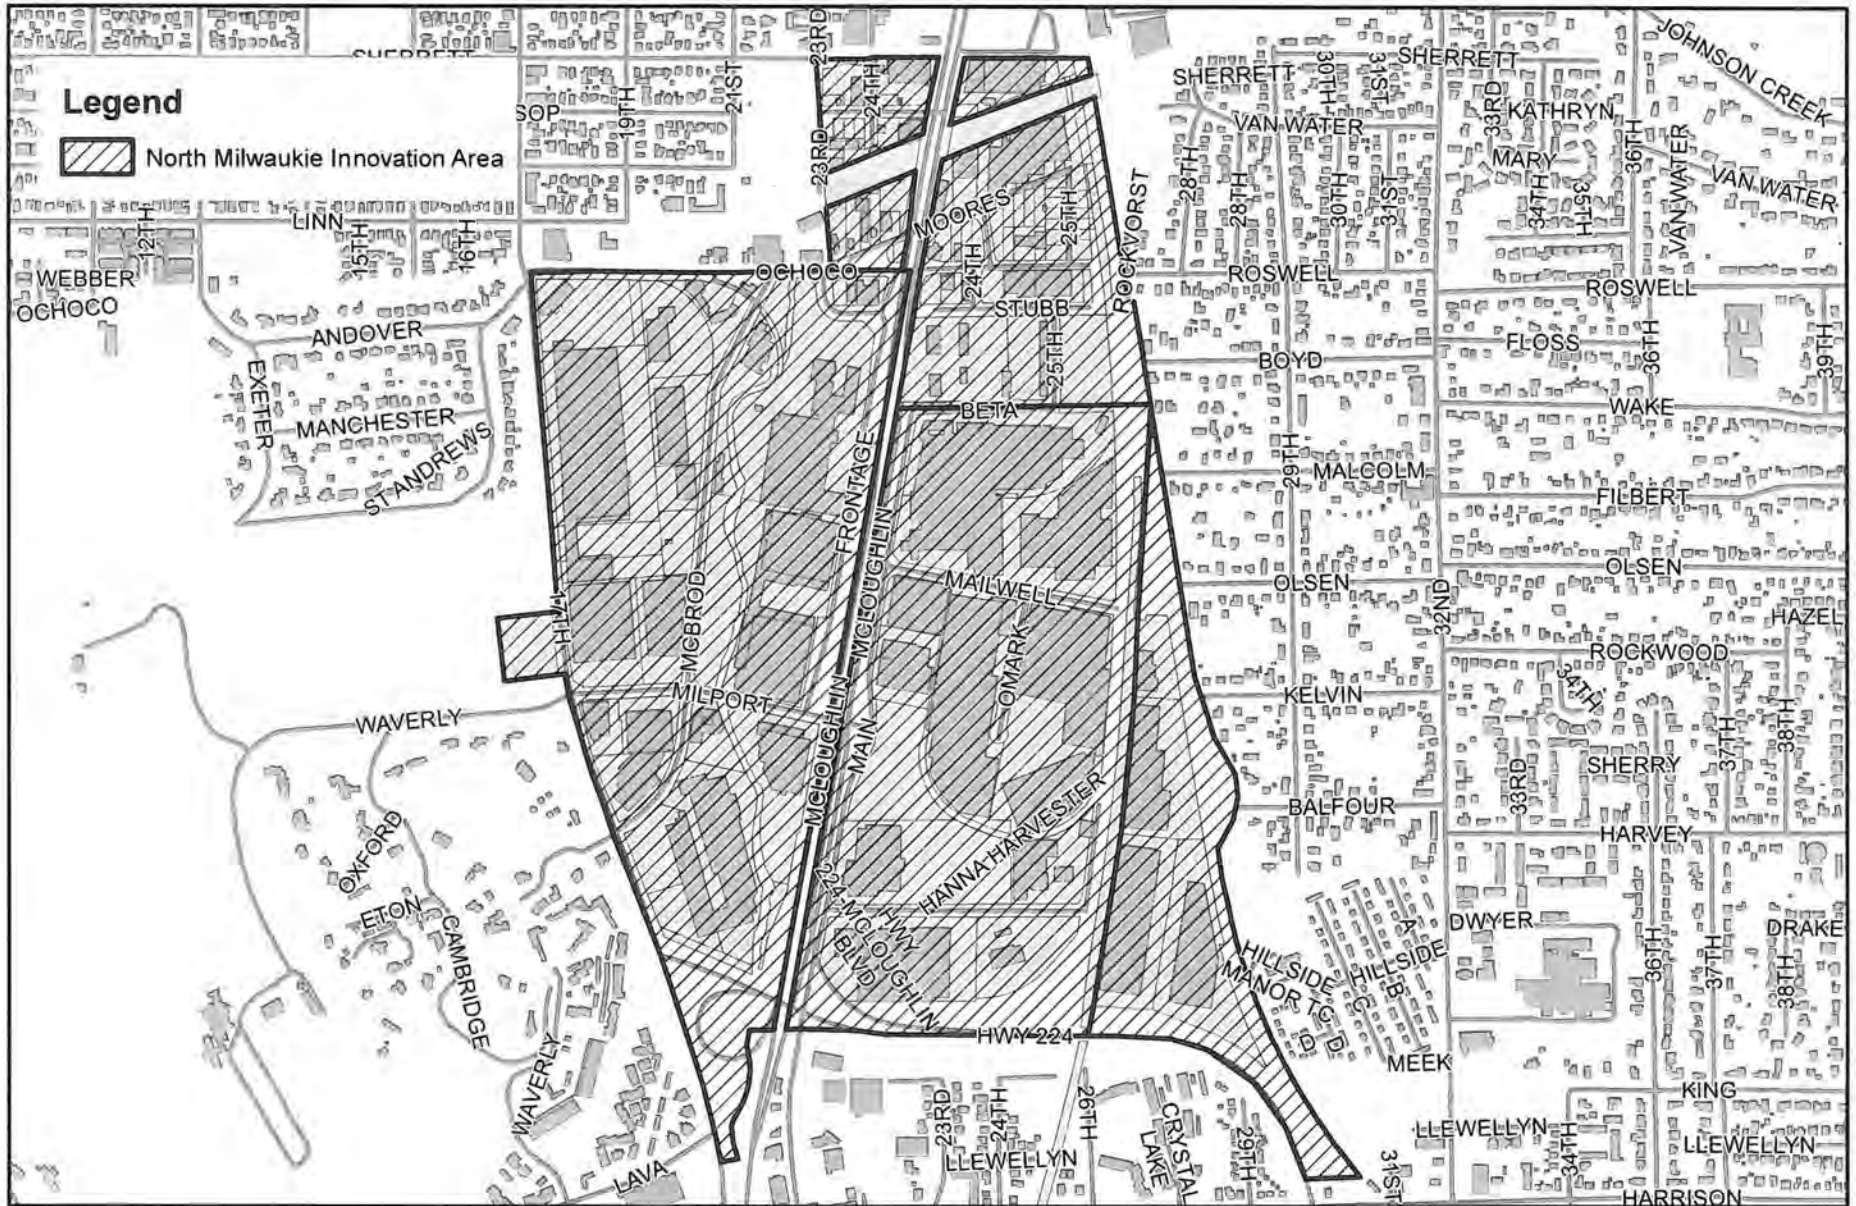 SHERRETT
23RD
24TH
21ST
19TH
SOP
Legend
North Milwaukie Innovation Area
23RD
SHERRETT
30TH
31ST
SHERRETT
JOHNSON CREEK
33RD
KATHRYN
VAN WATER
36TH
MARY
VAN WATER
VAN WATER
28TH
28TH
30TH
31ST
34TH
35TH
12TH
LINN
15TH
16TH
MOORES
25TH
24TH
ROCKVORST
WEBBER
OCHOCO
OCHOCO
ROSWELL
ROSWELL
STUBB
ANDOVER
EXETER
25TH
BOYD
FLOSS
36TH
39TH
MANCHESTER
ST ANDREWS
BETA
WAKE
FRONTAGE
29TH
MALCOLM
FILBERT
MCLOUGHLIN
MAILWELL
OLSEN
OLSEN
32ND
17TH
MCBROD
OMARK
HAZEL
ROCKWOOD
34TH
WAVERLY
MILPORT
MCLOUGHLIN
MAIN
KELVIN
37TH
38TH
SHERRY
33RD
BALFOUR
HARVEY
OXFORD
ETON
CAMBRIDGE
HANNA HARVESTER
HWY
224-MCLOUGHLIN
BLVD
DWYER
DRAKE
36TH
37TH
38TH
HILLSIDE
MANOR TC
A
HILLSIDE
B
C
D
D
HWY 224
MEEK
WAVERLY
KING
23RD
24TH
26TH
CRYSTAL
LAKE
29TH
LLEWELLYN
34TH
LLEWELLYN
LLEWELLYN
LAVA
31ST
HARRISON